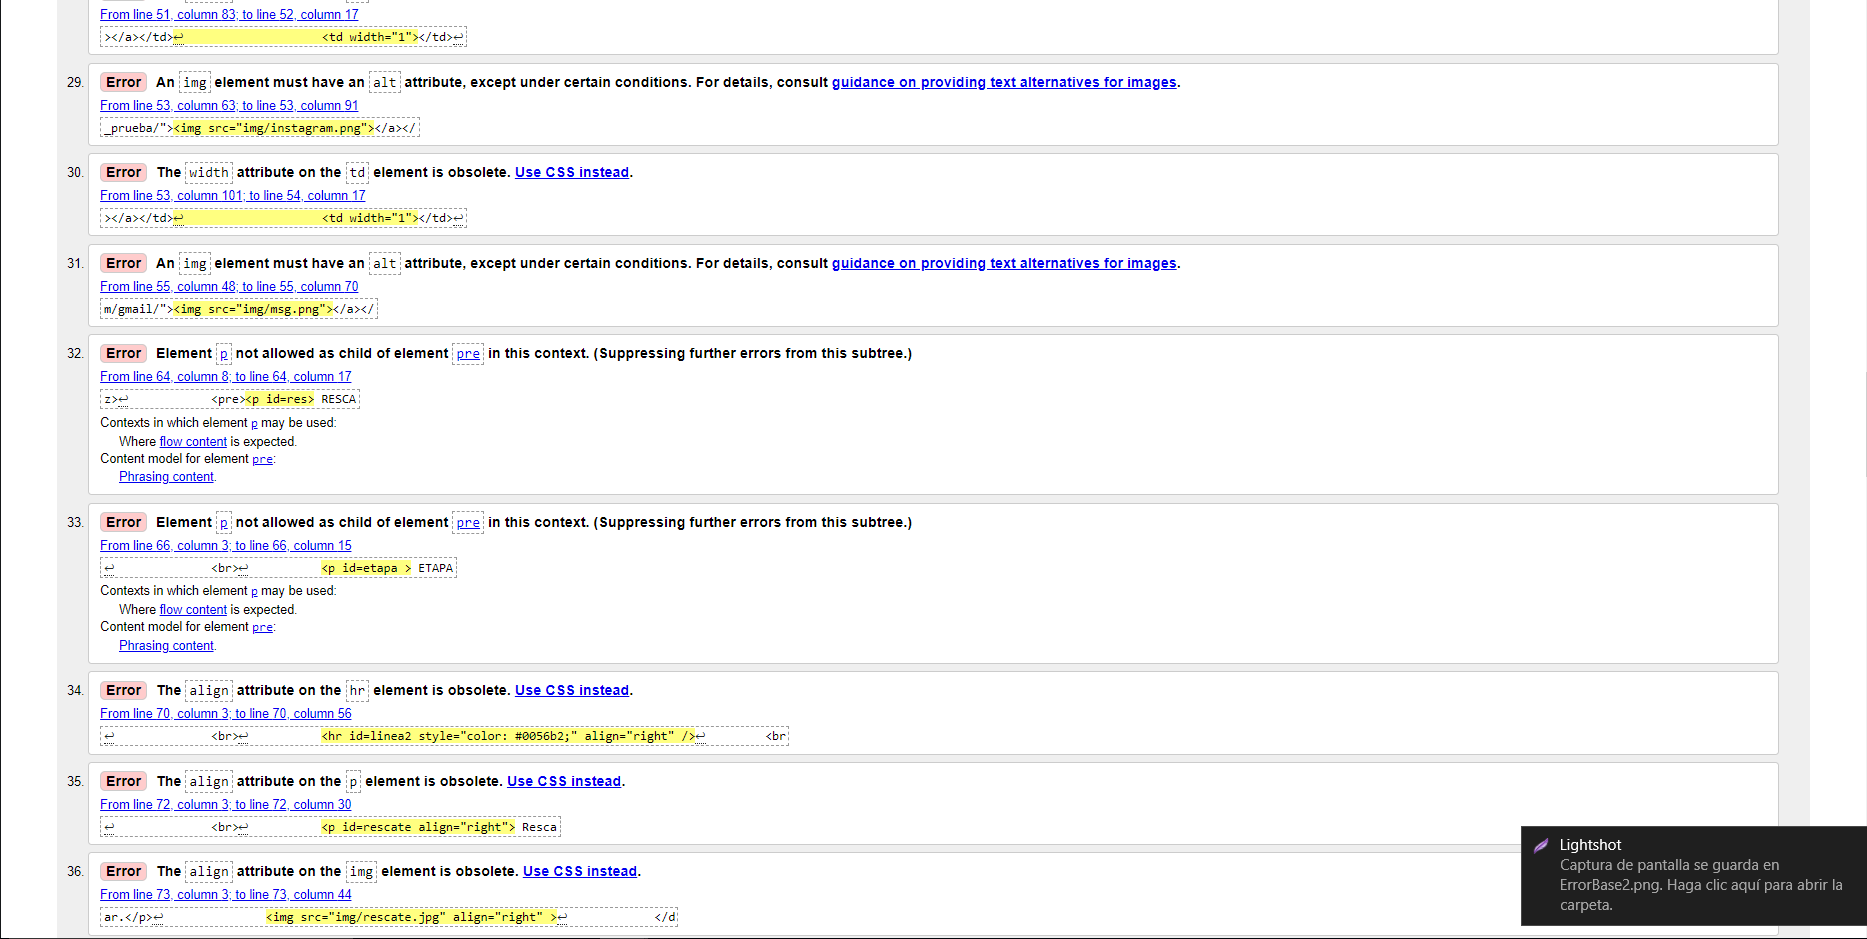 From line 51, column 83; to line 52, column 17
></a></td>↩ <td width="1"></td>↩
29. Error An img element must have an alt attribute, except under certain conditions. For details, consult guidance on providing text alternatives for images.
From line 53, column 63; to line 53, column 91
_prueba/"><img src="img/instagram.png"></a></
30. Error The width attribute on the td element is obsolete. Use CSS instead.
From line 53, column 101; to line 54, column 17
></a></td>↩ <td width="1"></td>↩
31. Error An img element must have an alt attribute, except under certain conditions. For details, consult guidance on providing text alternatives for images.
From line 55, column 48; to line 55, column 70
m/gmail/"><img src="img/msg.png"></a></
32. Error Element p not allowed as child of element pre in this context. (Suppressing further errors from this subtree.)
From line 64, column 8; to line 64, column 17
z>↩ <pre><p id=res> RESCA
Contexts in which element p may be used:
Where flow content is expected.
Content model for element pre:
Phrasing content.
33. Error Element p not allowed as child of element pre in this context. (Suppressing further errors from this subtree.)
From line 66, column 3; to line 66, column 15
↩ <br>↩ <p id=etapa > ETAPA
Contexts in which element p may be used:
Where flow content is expected.
Content model for element pre:
Phrasing content.
34. Error The align attribute on the hr element is obsolete. Use CSS instead.
From line 70, column 3; to line 70, column 56
↩ <br>↩ <hr id=linea2 style="color: #0056b2;" align="right" />↩ <br
35. Error The align attribute on the p element is obsolete. Use CSS instead.
From line 72, column 3; to line 72, column 30
↩ <br>↩ <p id=rescate align="right"> Resca
36. Error The align attribute on the img element is obsolete. Use CSS instead.
From line 73, column 3; to line 73, column 44
ar.</p>↩ <img src="img/rescate.jpg" align="right" >↩ </d
Lightshot
Captura de pantalla se guarda en
ErrorBase2.png. Haga clic aquí para abrir la
carpeta.